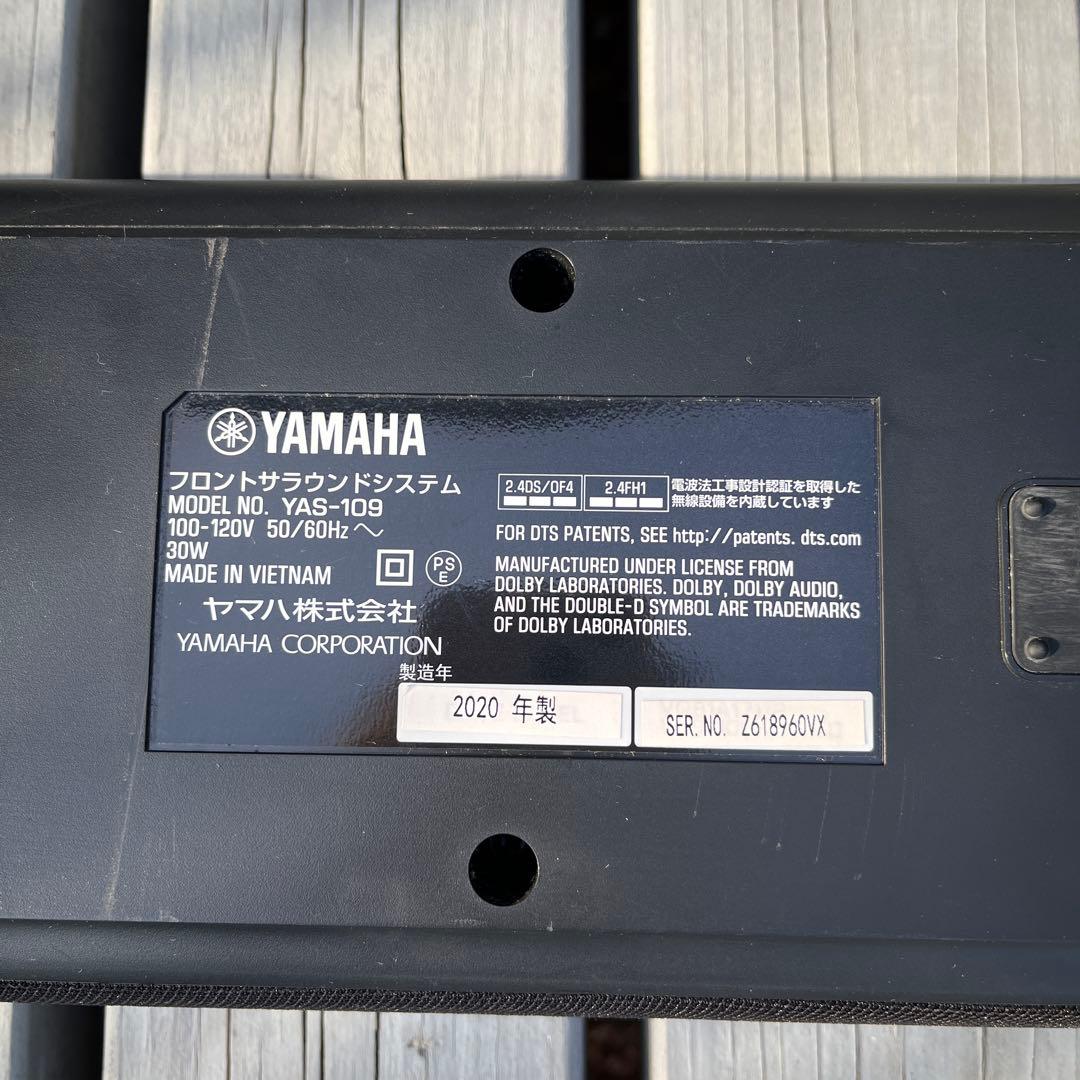 YAMAHA
フロントサラウンドシステム
MODEL NO. YAS-109
100-120V 50/60Hz ～
30W
MADE IN VIETNAM
PS
E
ヤマハ株式会社
YAMAHA CORPORATION
2.4DS/OF4
2.4FH1
電波法工事設計認証を取得した
無線設備を内蔵しています
FOR DTS PATENTS, SEE http://patents. dts.com
MANUFACTURED UNDER LICENSE FROM
DOLBY LABORATORIES. DOLBY, DOLBY AUDIO,
AND THE DOUBLE-D SYMBOL ARE TRADEMARKS
OF DOLBY LABORATORIES.
製造年
2020 年製
SER. NO. Z618960VX